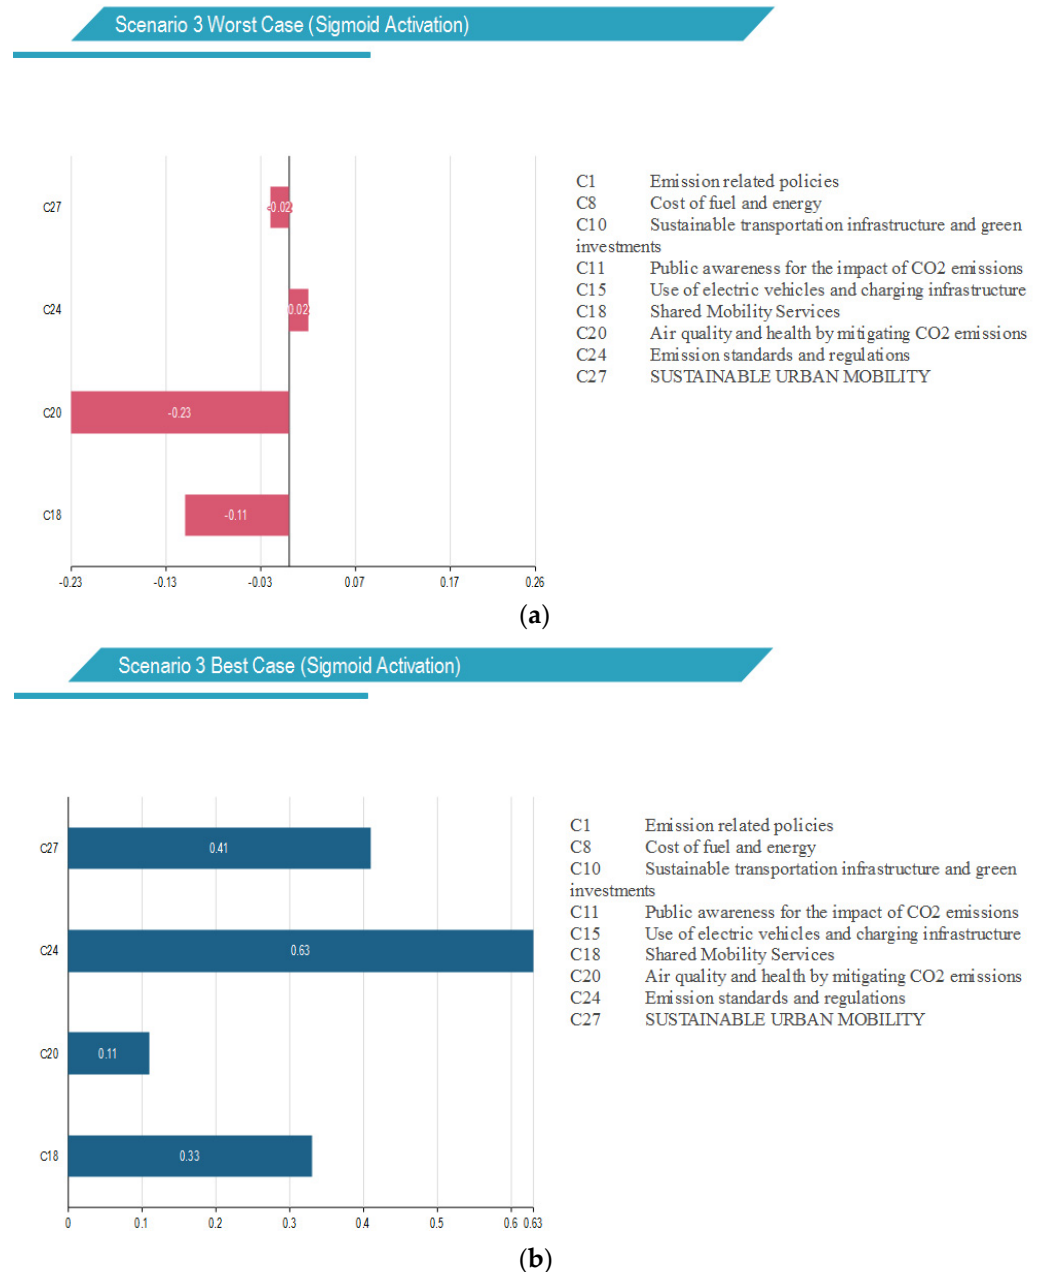 Scenario 3 Worst Case (Sigmoid Activation)
C27
-0.02
C24
0.02
C20
-0.23
C18
-0.11
-0.23 -0.13 -0.03 0.07 0.17 0.26
C1 Emission related policies
C8 Cost of fuel and energy
C10 Sustainable transportation infrastructure and green
investments
C11 Public awareness for the impact of CO2 emissions
C15 Use of electric vehicles and charging infrastructure
C18 Shared Mobility Services
C20 Air quality and health by mitigating CO2 emissions
C24 Emission standards and regulations
C27 SUSTAINABLE URBAN MOBILITY
(a)
Scenario 3 Best Case (Sigmoid Activation)
C27
0.41
C24
0.63
C20
0.11
C18
0.33
0 0.1 0.2 0.3 0.4 0.5 0.6 0.63
C1 Emission related policies
C8 Cost of fuel and energy
C10 Sustainable transportation infrastructure and green
investments
C11 Public awareness for the impact of CO2 emissions
C15 Use of electric vehicles and charging infrastructure
C18 Shared Mobility Services
C20 Air quality and health by mitigating CO2 emissions
C24 Emission standards and regulations
C27 SUSTAINABLE URBAN MOBILITY
(b)